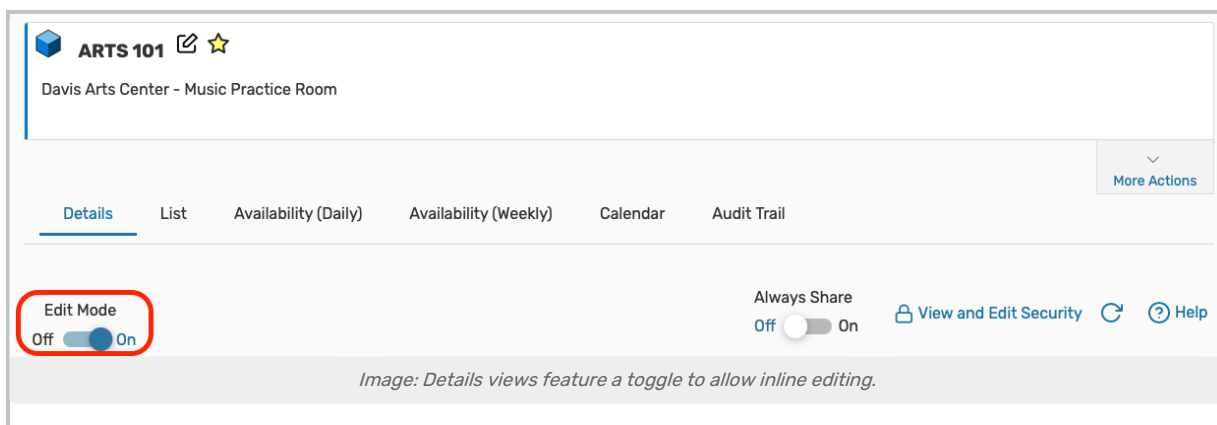 ARTS 101
Davis Arts Center - Music Practice Room
More Actions
Details List Availability (Daily) Availability (Weekly) Calendar Audit Trail
Edit Mode
Off On
Always Share
Off On
View and Edit Security
? Help
Image: Details views feature a toggle to allow inline editing.